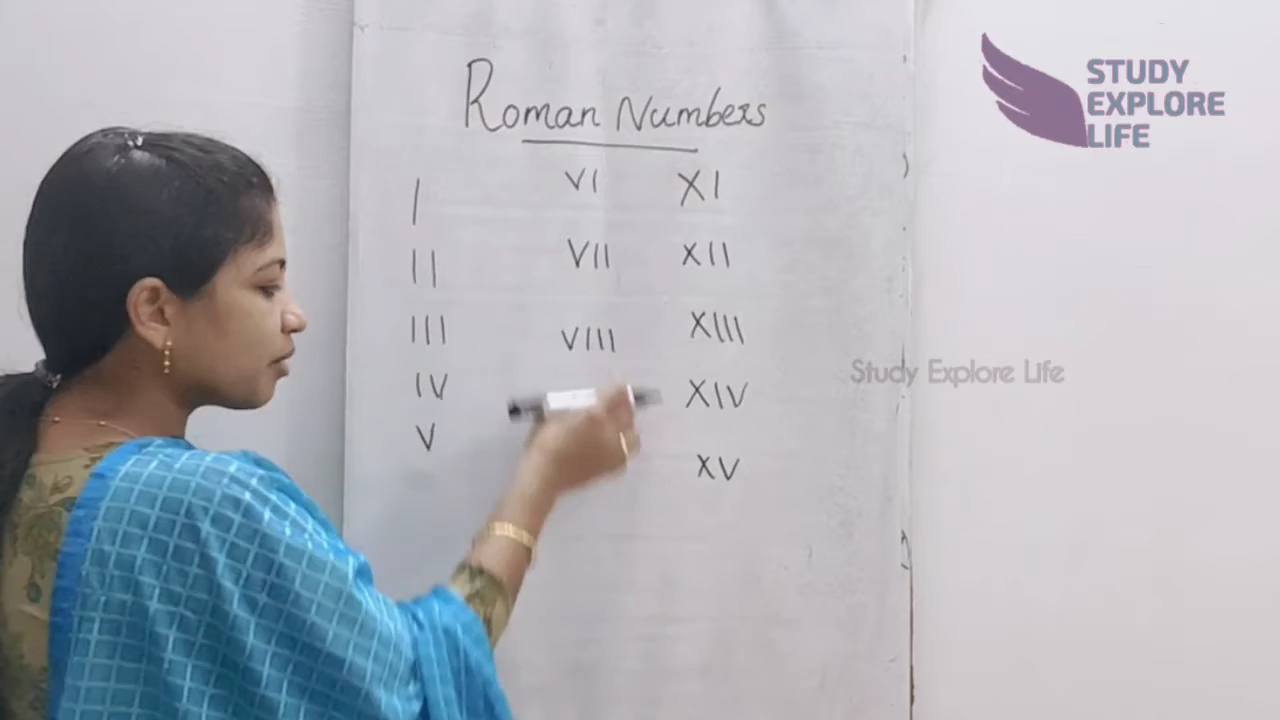 Roman Numbers
I
II
III
IV
V
VI
VII
VIII
XI
XII
XIII
XIV
XV
STUDY
EXPLORE
LIFE
Study Explore Life